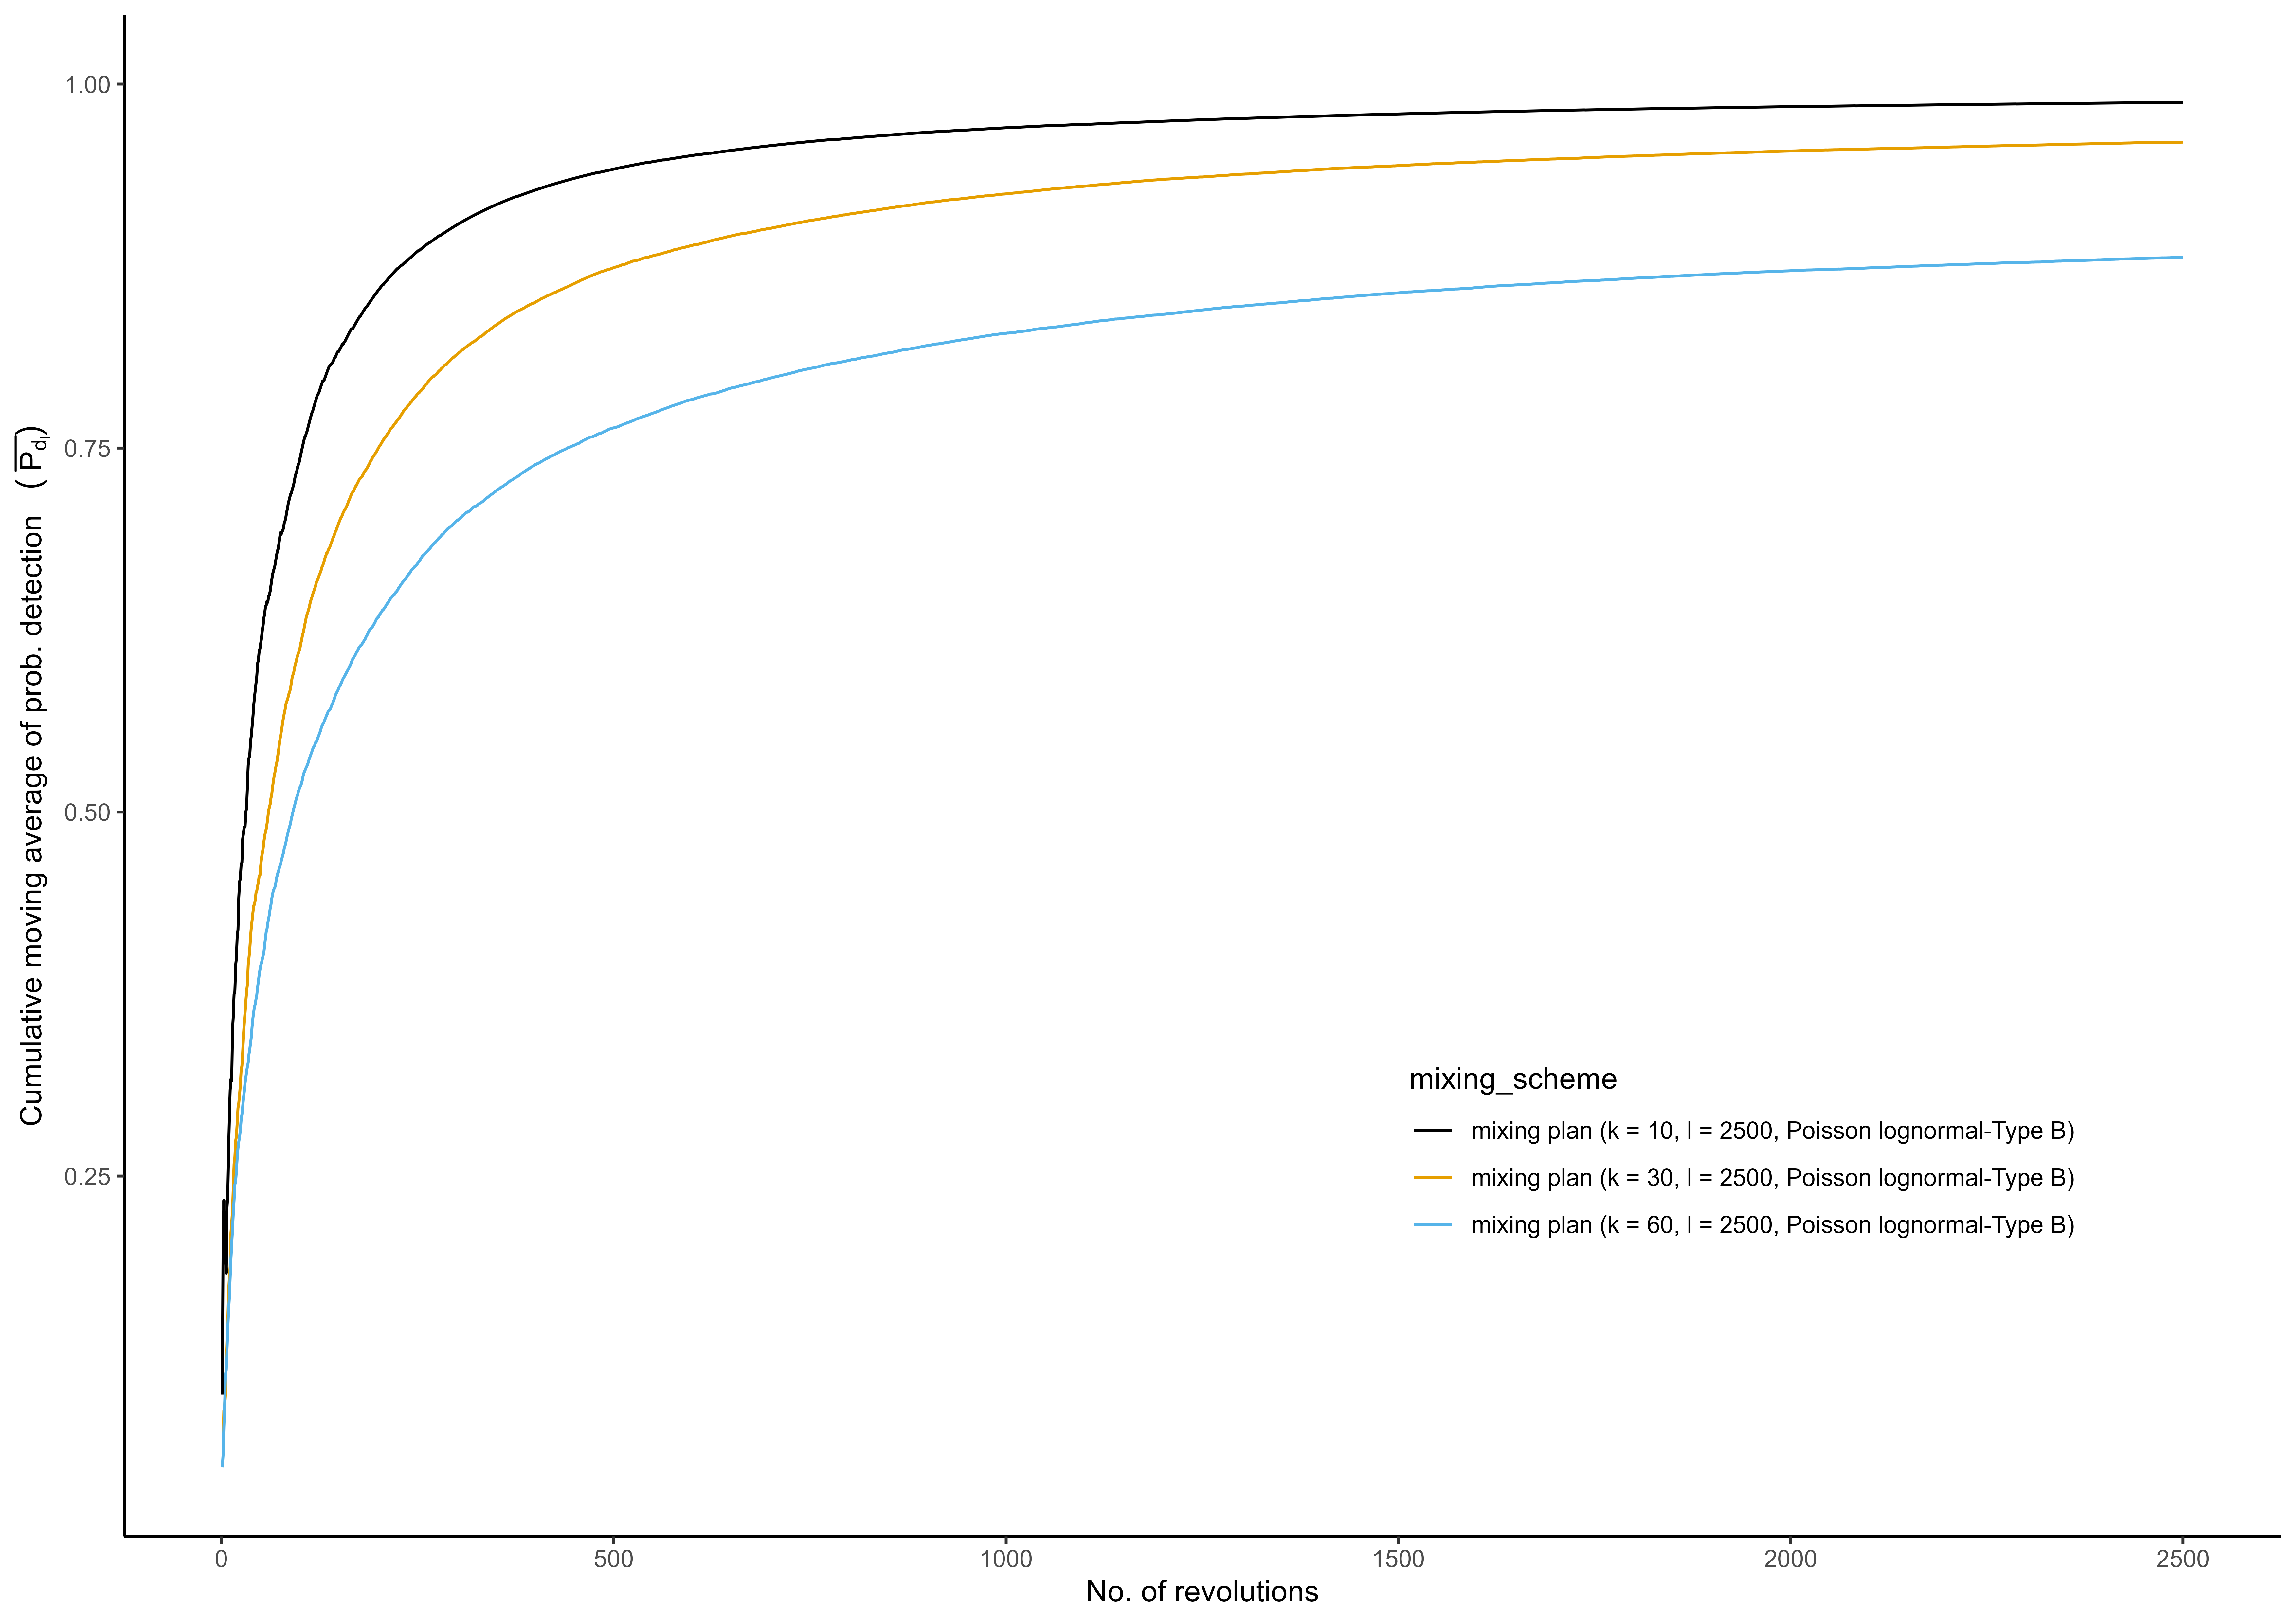 Cumulative moving average of prob. detection (P̅dl)
1.00
0.75
0.50
0.25
mixing_scheme
mixing plan (k = 10, l = 2500, Poisson lognormal-Type B)
mixing plan (k = 30, l = 2500, Poisson lognormal-Type B)
mixing plan (k = 60, l = 2500, Poisson lognormal-Type B)
0 500 1000 1500 2000 2500
No. of revolutions